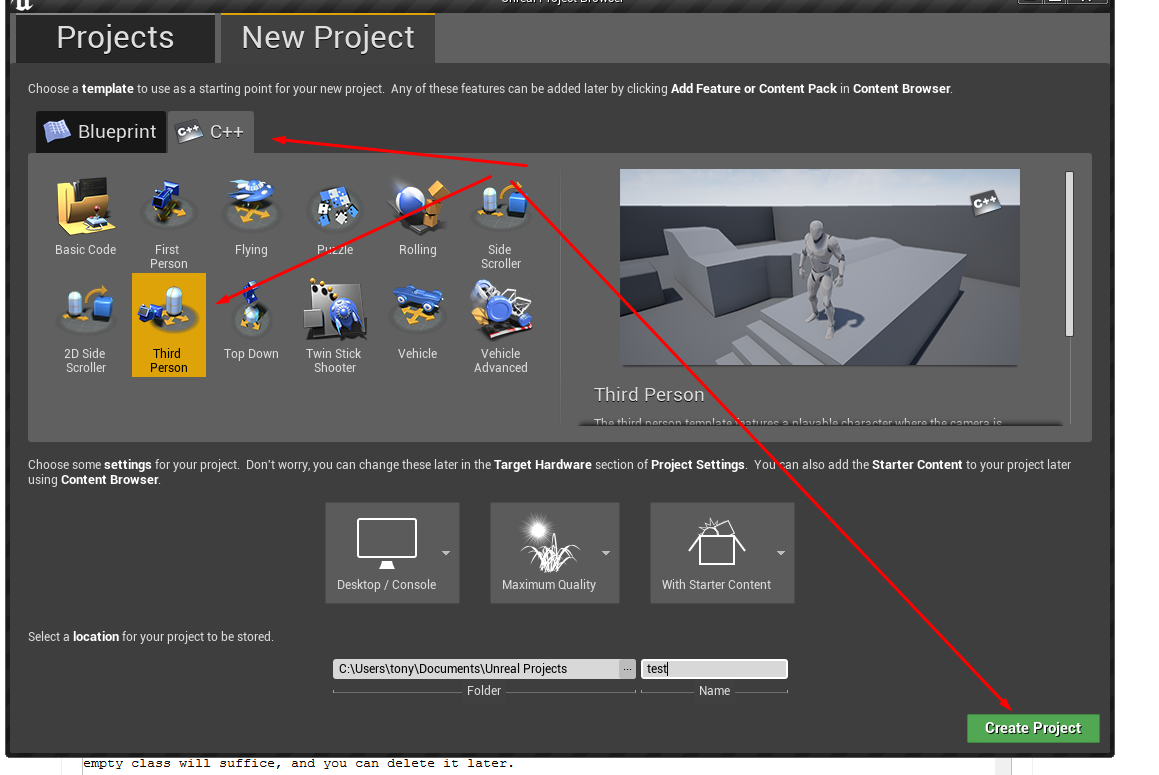 Unreal Project Browser
Projects
New Project
Choose a template to use as a starting point for your new project.  Any of these features can be added later by clicking Add Feature or Content Pack in Content Browser.
Blueprint
C++
C++
C++
Basic Code
First
Person
Flying
Puzzle
Rolling
Side
Scroller
2D Side
Scroller
Third
Person
Top Down
Twin Stick
Shooter
Vehicle
Vehicle
Advanced
Third Person
The third person template features a playable character where the camera is
Choose some settings for your project.  Don't worry, you can change these later in the Target Hardware section of Project Settings.  You can also add the Starter Content to your project later
using Content Browser.
Desktop / Console
Maximum Quality
With Starter Content
Select a location for your project to be stored.
C:\Users\tony\Documents\Unreal Projects
...
test
Folder
Name
Create Project
empty class will suffice, and you can delete it later.